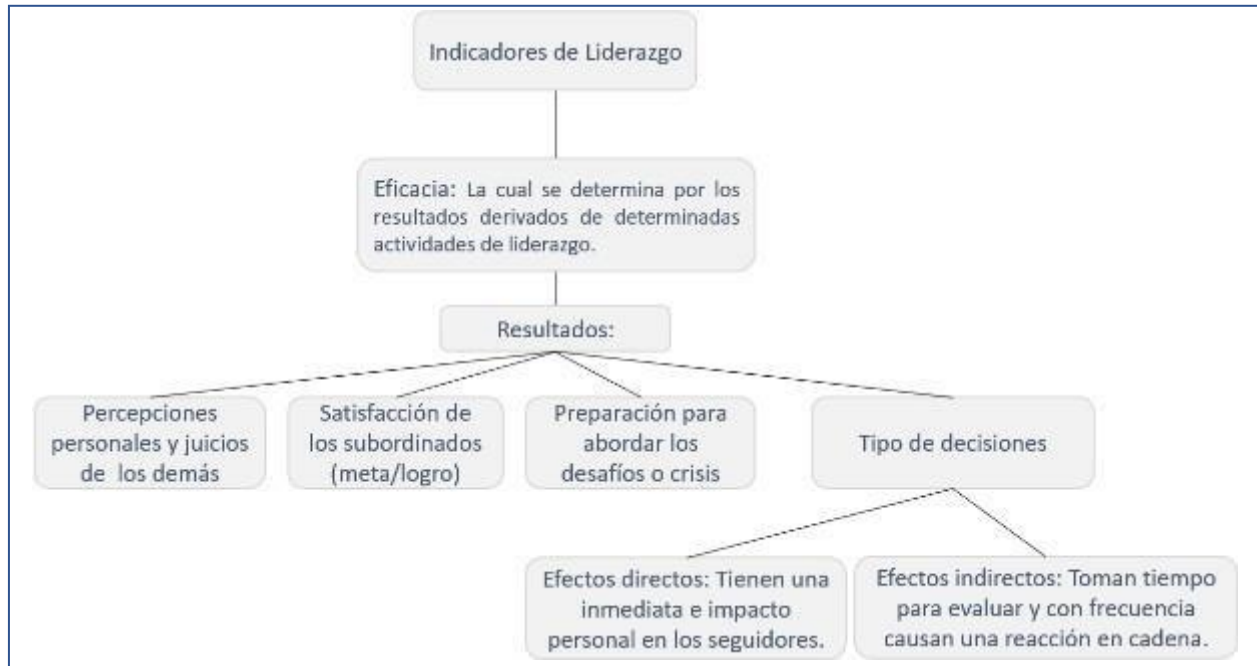 Indicadores de Liderazgo
Eficacia: La cual se determina por los
resultados derivados de determinadas
actividades de liderazgo.
Resultados:
Percepciones
personales y juicios
de los demás
Satisfacción de
los subordinados
(meta/logro)
Preparación para
abordar los
desafíos o crisis
Tipo de decisiones
Efectos directos: Tienen una
inmediata e impacto
personal en los seguidores.
Efectos indirectos: Toman tiempo
para evaluar y con frecuencia
causan una reacción en cadena.